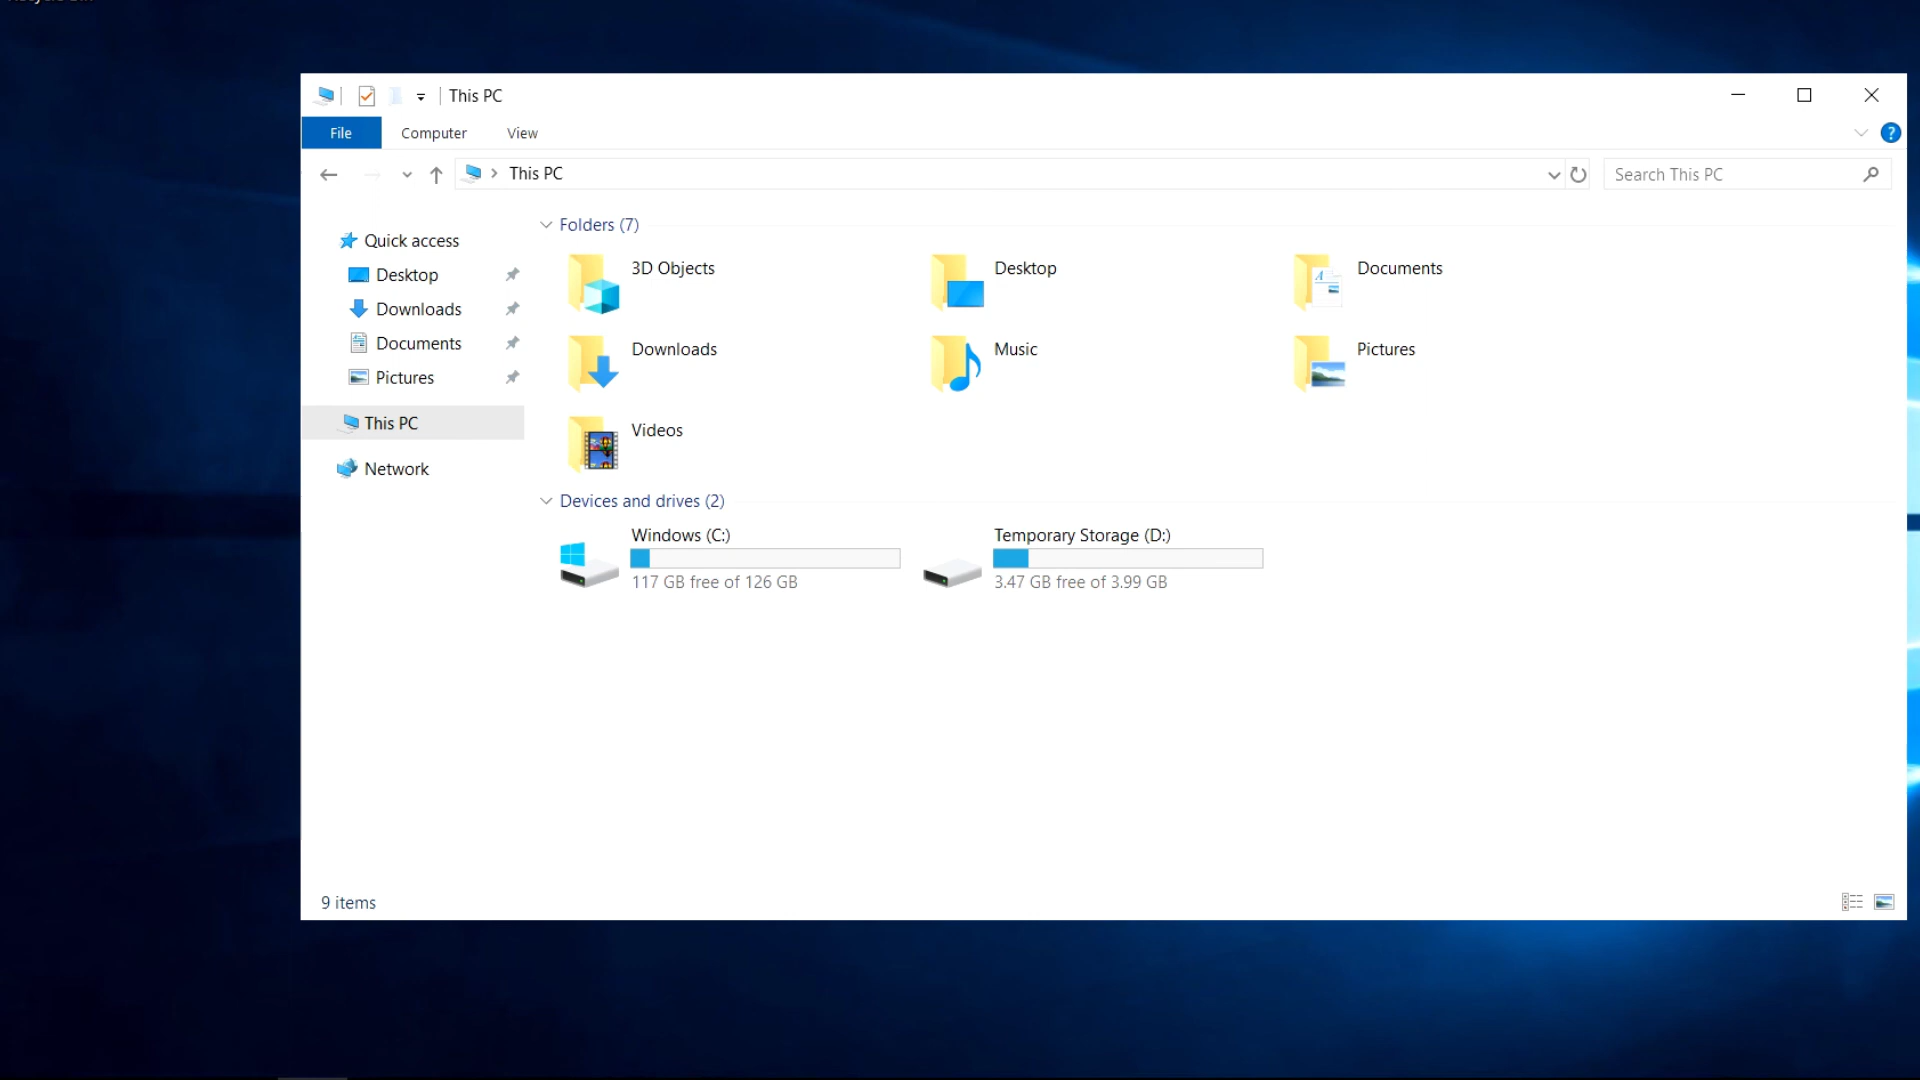 This PC
File Computer View
This PC
Search This PC
Quick access
Desktop
Downloads
Documents
Pictures
This PC
Network
Folders (7)
3D Objects
Desktop
Documents
Downloads
Music
Pictures
Videos
Devices and drives (2)
Windows (C:)
117 GB free of 126 GB
Temporary Storage (D:)
3.47 GB free of 3.99 GB
9 items